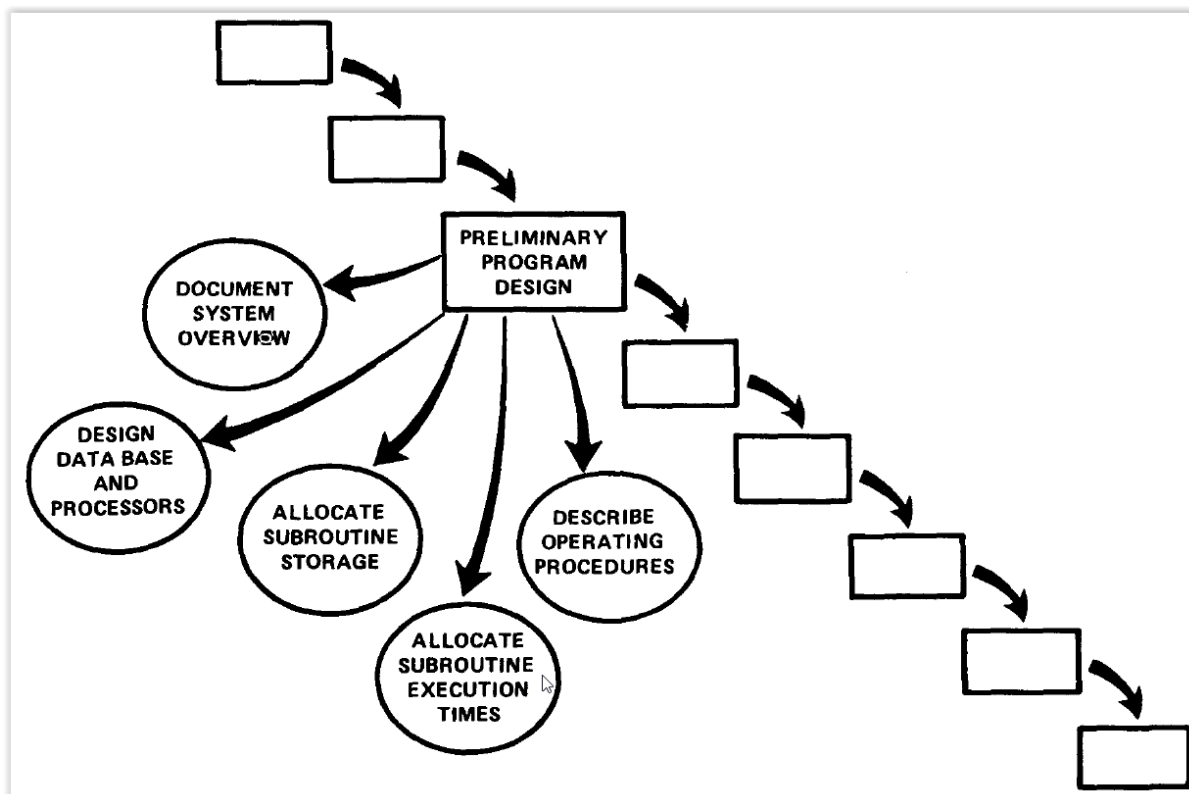 PRELIMINARY
PROGRAM
DESIGN
DOCUMENT
SYSTEM
OVERVIEW
DESIGN
DATA BASE
AND
PROCESSORS
ALLOCATE
SUBROUTINE
STORAGE
DESCRIBE
OPERATING
PROCEDURES
ALLOCATE
SUBROUTINE
EXECUTION
TIMES